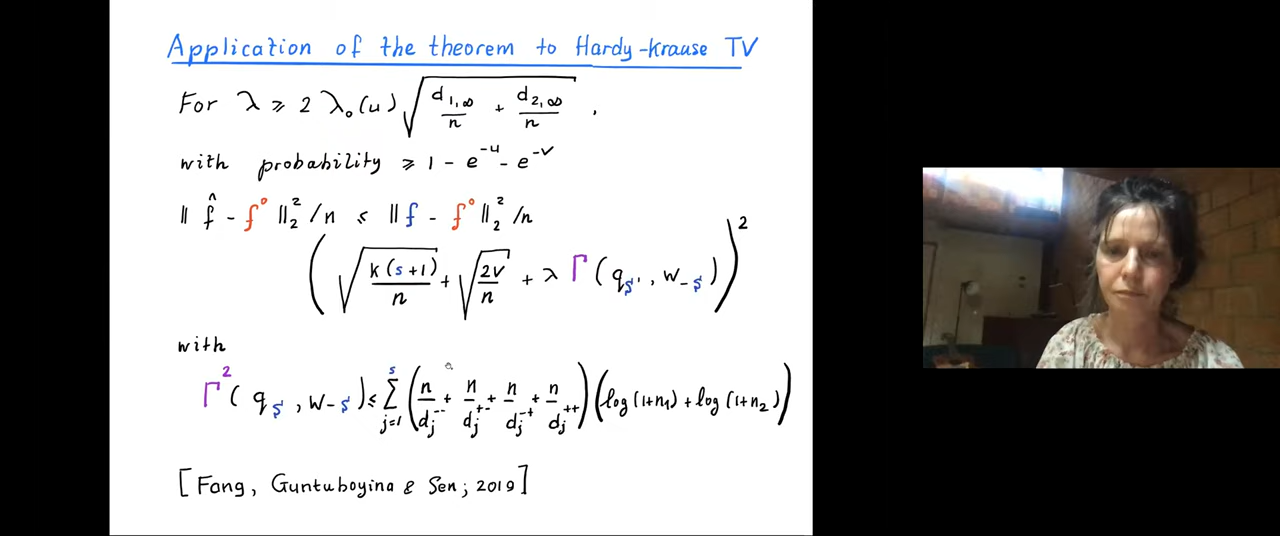 Application of the theorem to Hardy-Krause TV
For λ ≥ 2 λ₀(u) √(d₁,∞/n + d₂,∞/n) ,
with probability ≥ 1 - e^{-u} - e^{-v}
‖ f̂ - f⁰ ‖₂² /n ≤ ‖ f - f⁰ ‖₂² /n
( √(k(s+1)/n) + √(2v/n) + λ Γ( q_S , w_{-S} ) )²
with
Γ²( q_S , w_{-S} ) ≤ Σ_{j=1}^{s} ( n/d_j^{--} + n/d_j^{+-} + n/d_j^{-+} + n/d_j^{++} ) ( log(1+n₁) + log(1+n₂) )
[ Fang, Guntuboyina & Sen; 2019 ]